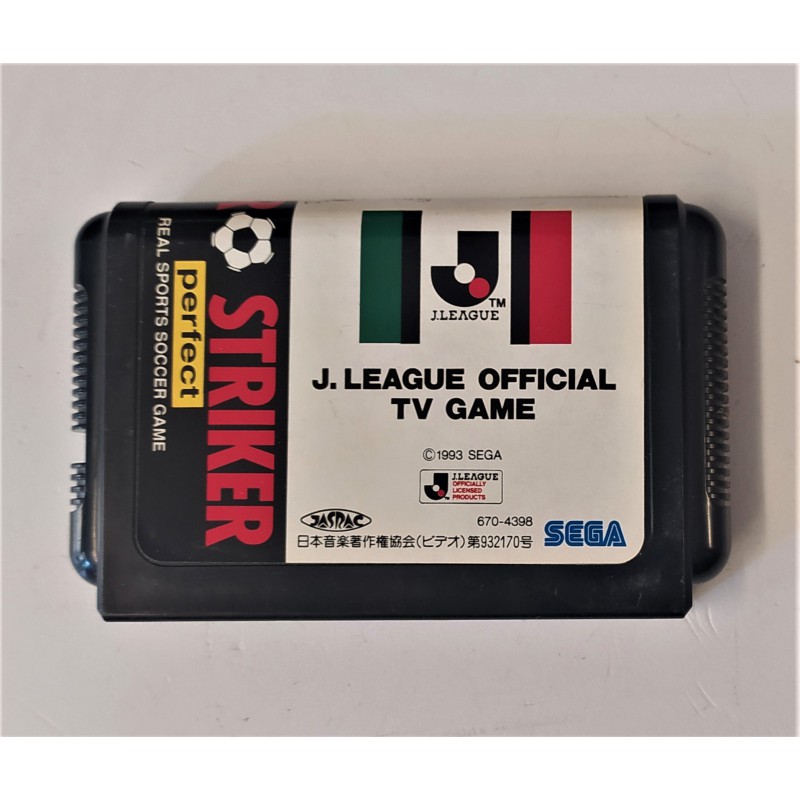 STRIKER
perfect
REAL SPORTS SOCCER GAME
J
TM
J.LEAGUE
J. LEAGUE OFFICIAL
TV GAME
©1993 SEGA
J.LEAGUE
OFFICIALLY
LICENSED
PRODUCTS
JASRAC
670-4398
日本音楽著作権協会(ビデオ)第932170号
SEGA